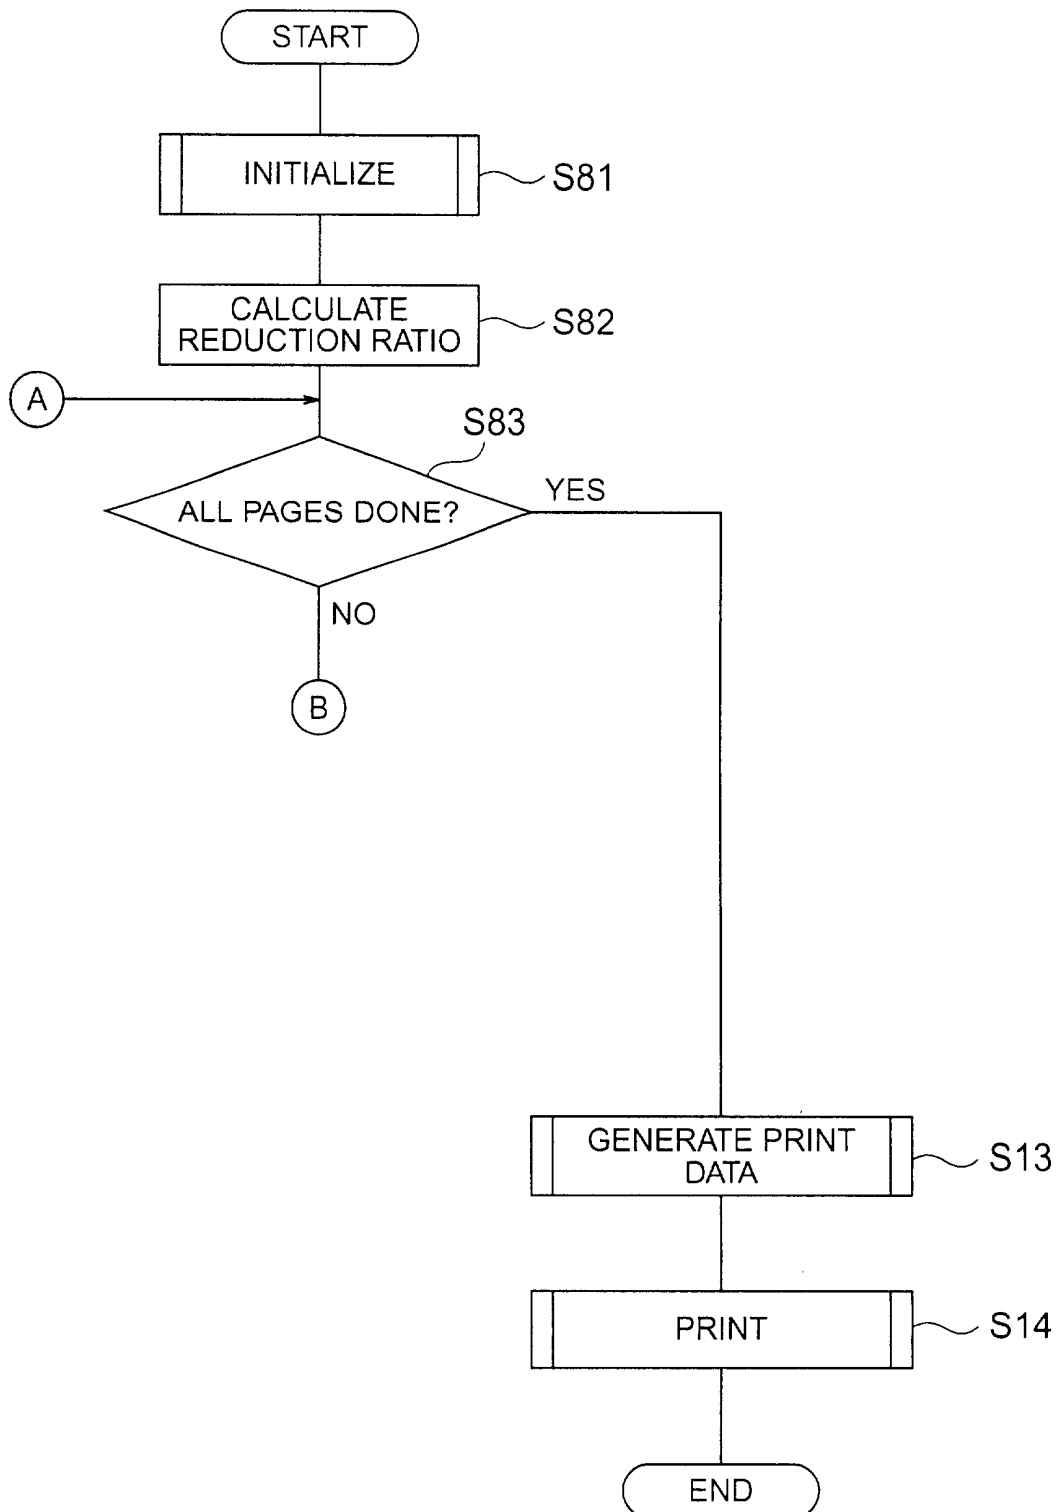 START
INITIALIZE
S81
CALCULATE
REDUCTION RATIO
S82
A
S83
ALL PAGES DONE?
YES
NO
B
GENERATE PRINT
DATA
S13
PRINT
S14
END